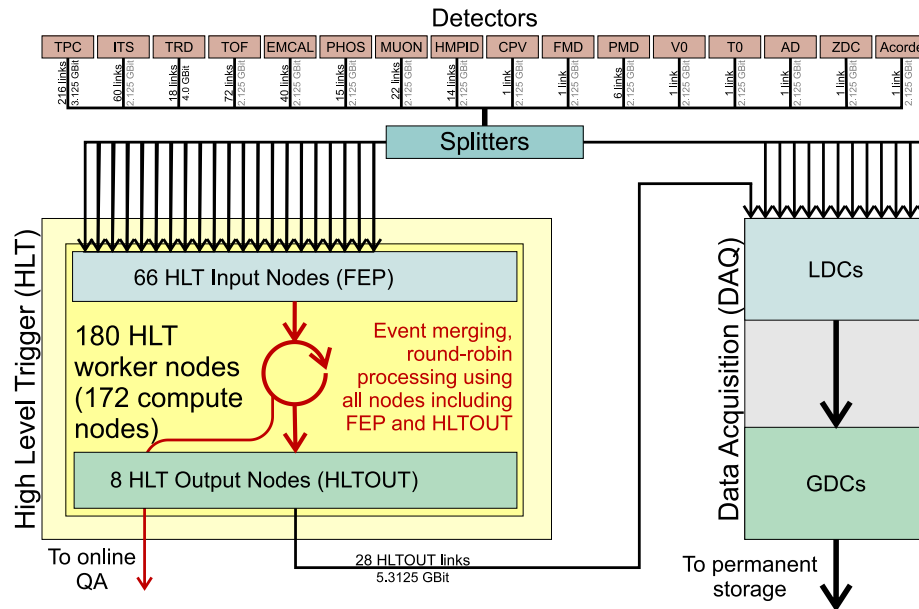 Detectors
TPC ITS TRD TOF EMCAL PHOS MUON HMPID CPV FMD PMD V0 T0 AD ZDC Acorde
216 links
3.125 GBit
60 links
2.125 GBit
18 links
4.0 GBit
72 links
2.125 GBit
40 links
2.125 GBit
15 links
2.125 GBit
22 links
2.125 GBit
14 links
2.125 GBit
1 link
2.125 GBit
1 link
2.125 GBit
6 links
2.125 GBit
1 link
2.125 GBit
1 link
2.125 GBit
1 link
2.125 GBit
1 link
2.125 GBit
1 link
2.125 GBit
Splitters
High Level Trigger (HLT)
66 HLT Input Nodes (FEP)
180 HLT
worker nodes
(172 compute
nodes)
Event merging,
round-robin
processing using
all nodes including
FEP and HLTOUT
8 HLT Output Nodes (HLTOUT)
To online
QA
28 HLTOUT links
5.3125 GBit
Data Acquisition (DAQ)
LDCs
GDCs
To permanent
storage